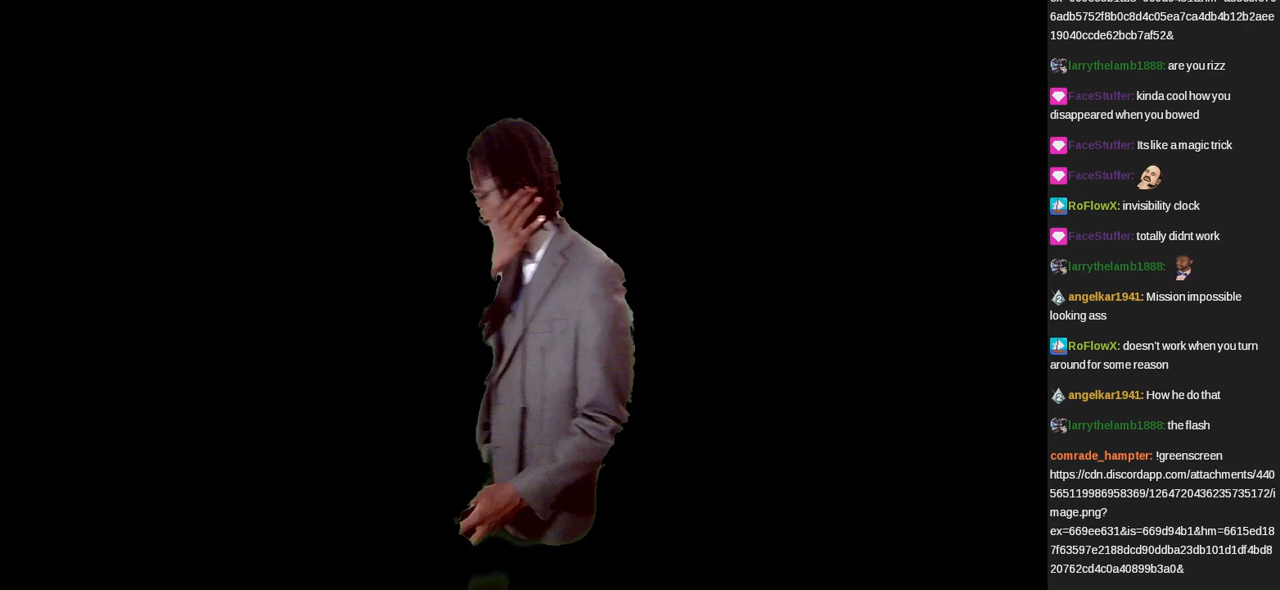 6adb5752f8b0c8d4c05ea7ca4db4b12b2aee
19040ccde62bcb7af52&
larrythelamb1888: are you rizz
FaceStuffer: kinda cool how you
disappeared when you bowed
FaceStuffer: Its like a magic trick
FaceStuffer:
RoFlowX: invisibility clock
FaceStuffer: totally didnt work
larrythelamb1888:
angelkar1941: Mission impossible
looking ass
RoFlowX: doesn't work when you turn
around for some reason
angelkar1941: How he do that
larrythelamb1888: the flash
comrade_hampter: !greenscreen
https://cdn.discordapp.com/attachments/440
565119986958369/1264720436235735172/i
mage.png?
ex=669ee631&is=669d94b1&hm=6615ed18
7f63597e2188dcd90ddba23db101d1df4bd8
20762cd4c0a40899b3a0&